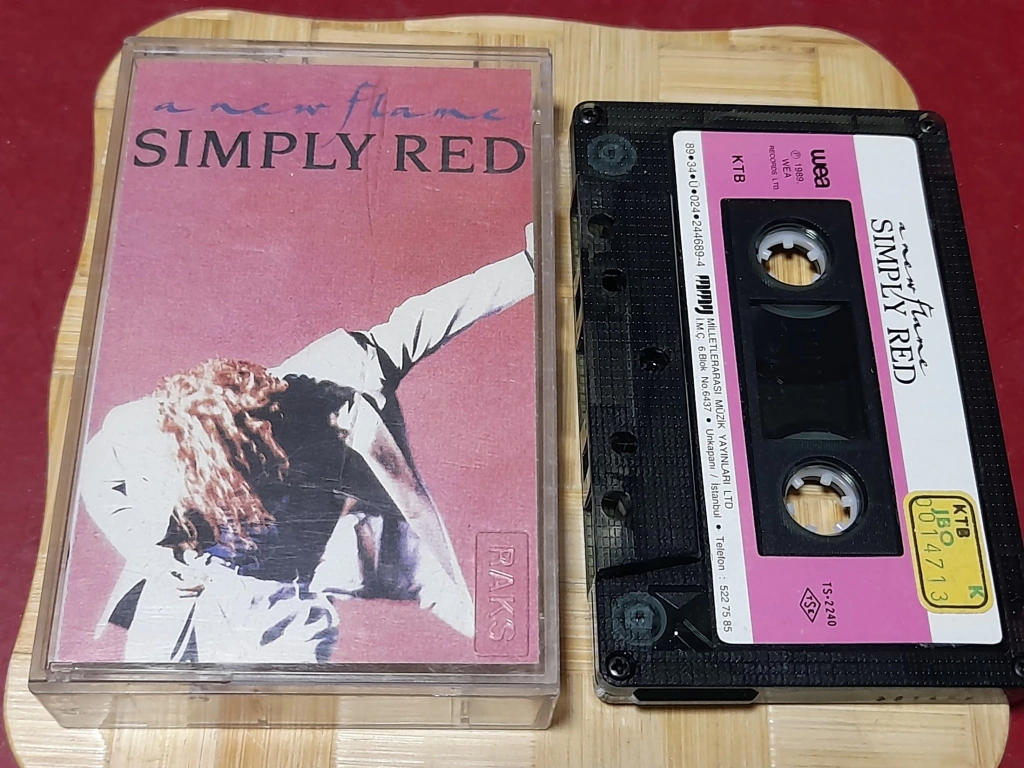 a new flame
SIMPLY RED
RAKS
wea
℗ 1989
WEA
RECORDS LTD.
KTB
a new flame
SIMPLY RED
89•34•Ü•024•244689-4
MİLLETLERARASI MÜZİK YAYINLARI LTD
İ.M.Ç. 6.Blok No.6437 • Unkapanı / İstanbul • Telefon : 522 75 85
TS•2240
TSE
KTB
K
0014713